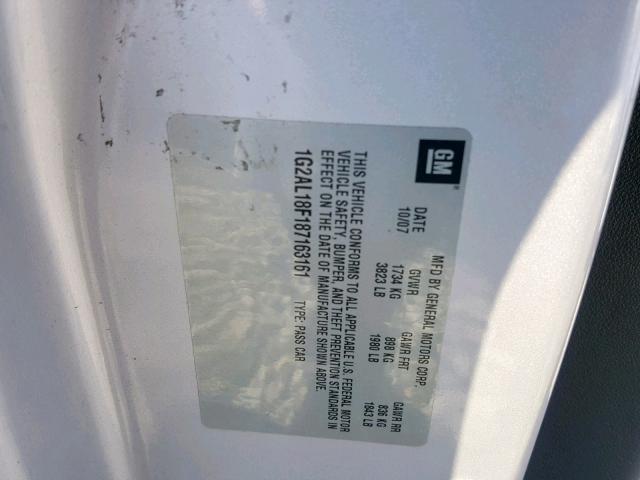 GM®
MFD BY GENERAL MOTORS CORP.
DATE GVWR GAWR FRT GAWR RR
10/07 1734 KG 898 KG 836 KG
3823 LB 1980 LB 1843 LB
THIS VEHICLE CONFORMS TO ALL APPLICABLE U.S. FEDERAL MOTOR
VEHICLE SAFETY, BUMPER, AND THEFT PREVENTION STANDARDS IN
EFFECT ON THE DATE OF MANUFACTURE SHOWN ABOVE.
1G2AL18F187163161 TYPE: PASS CAR